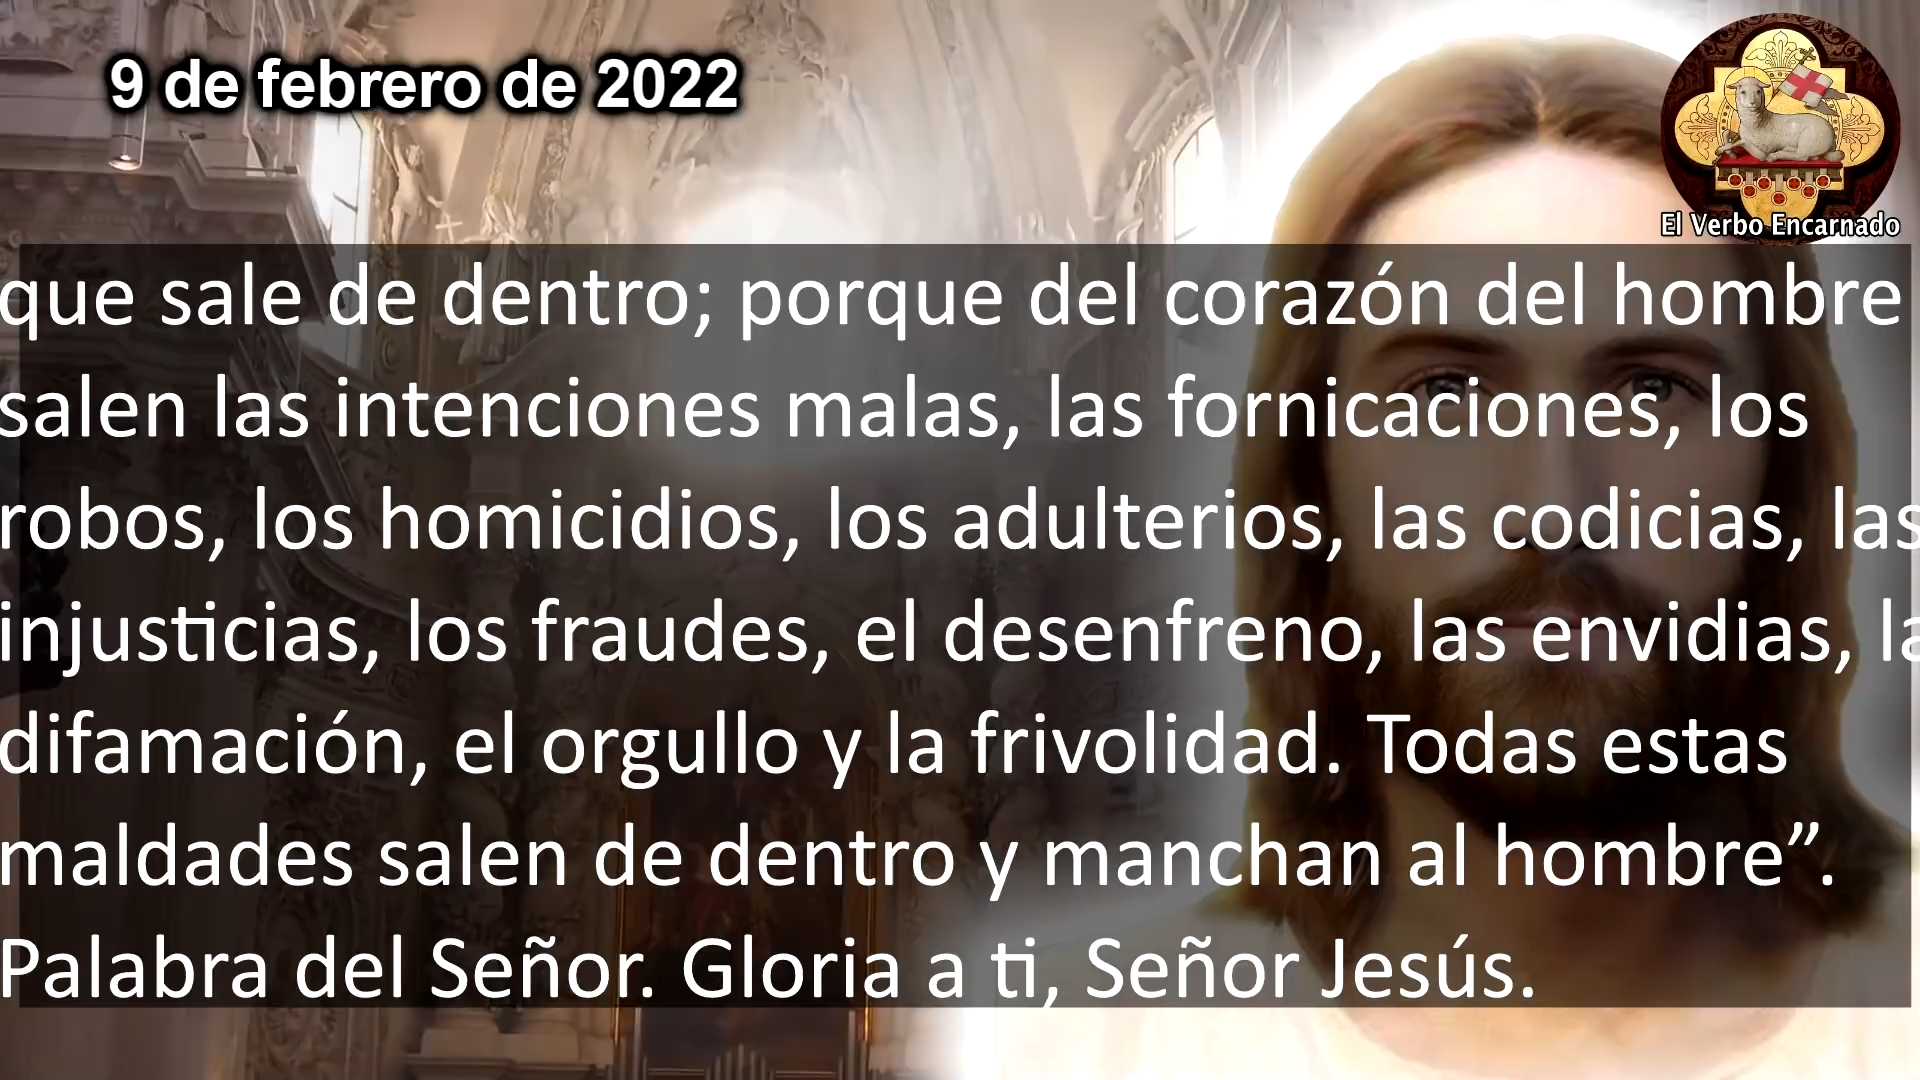 9 de febrero de 2022
El Verbo Encarnado
que sale de dentro; porque del corazón del hombre
salen las intenciones malas, las fornicaciones, los
robos, los homicidios, los adulterios, las codicias, las
injusticias, los fraudes, el desenfreno, las envidias, la
difamación, el orgullo y la frivolidad. Todas estas
maldades salen de dentro y manchan al hombre”.
Palabra del Señor. Gloria a ti, Señor Jesús.